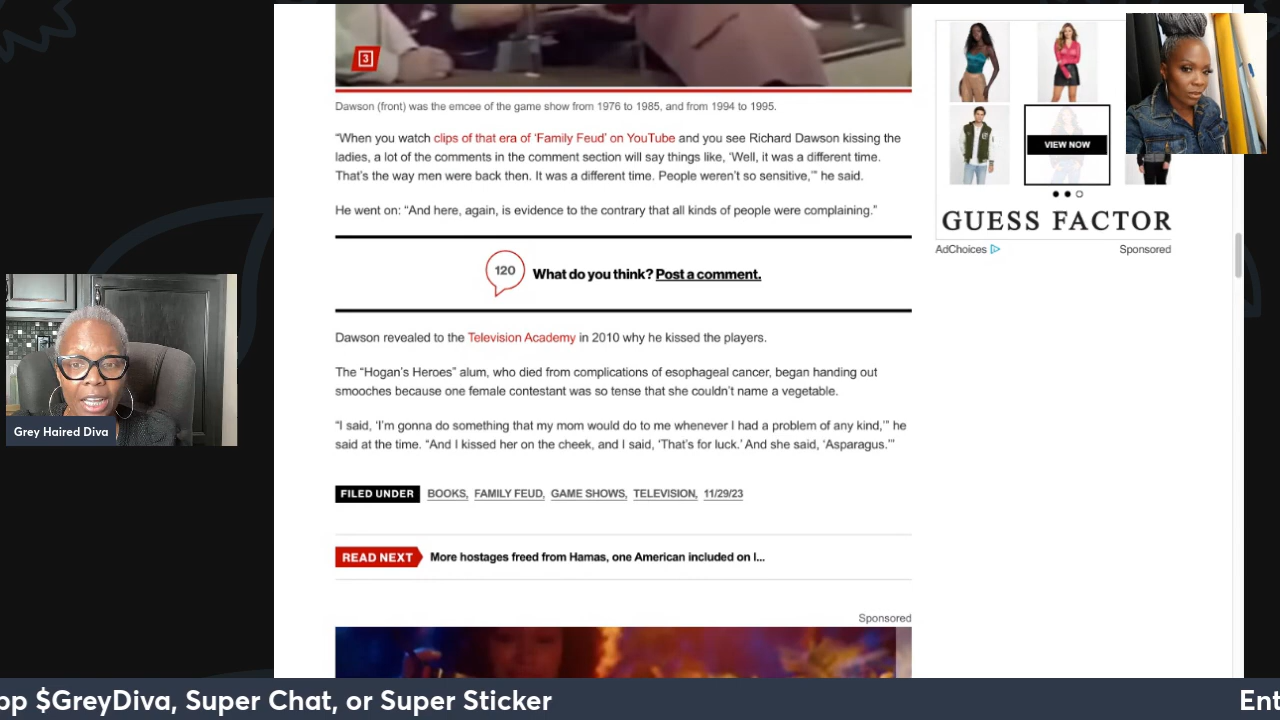 3
Dawson (front) was the emcee of the game show from 1976 to 1985, and from 1994 to 1995.
“When you watch clips of that era of ‘Family Feud’ on YouTube and you see Richard Dawson kissing the
ladies, a lot of the comments in the comment section will say things like, ‘Well, it was a different time.
That’s the way men were back then. It was a different time. People weren’t so sensitive,’” he said.
He went on: “And here, again, is evidence to the contrary that all kinds of people were complaining.”
120
What do you think? Post a comment.
Dawson revealed to the Television Academy in 2010 why he kissed the players.
The “Hogan’s Heroes” alum, who died from complications of esophageal cancer, began handing out
smooches because one female contestant was so tense that she couldn’t name a vegetable.
“I said, ‘I’m gonna do something that my mom would do to me whenever I had a problem of any kind,’” he
said at the time. “And I kissed her on the cheek, and I said, ‘That’s for luck.’ And she said, ‘Asparagus.’”
FILED UNDER BOOKS, FAMILY FEUD, GAME SHOWS, TELEVISION, 11/29/23
READ NEXT More hostages freed from Hamas, one American included on l...
Sponsored
VIEW NOW
GUESS FACTOR
AdChoices Sponsored
Grey Haired Diva
pp $GreyDiva, Super Chat, or Super Sticker
Ent